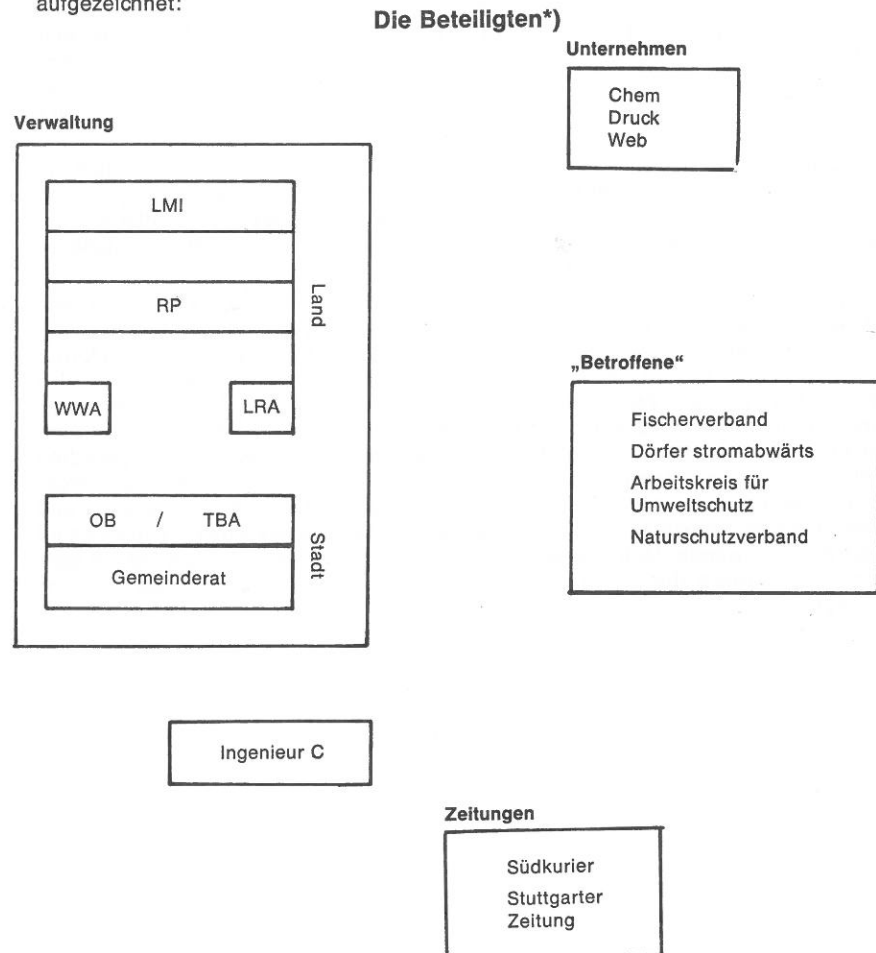 aufgezeichnet:
Die Beteiligten*)
Unternehmen
Chem
Druck
Web
Verwaltung
LMI
RP
Land
WWA
LRA
OB / TBA
Gemeinderat
Stadt
„Betroffene“
Fischerverband
Dörfer stromabwärts
Arbeitskreis für
Umweltschutz
Naturschutzverband
Ingenieur C
Zeitungen
Südkurier
Stuttgarter
Zeitung